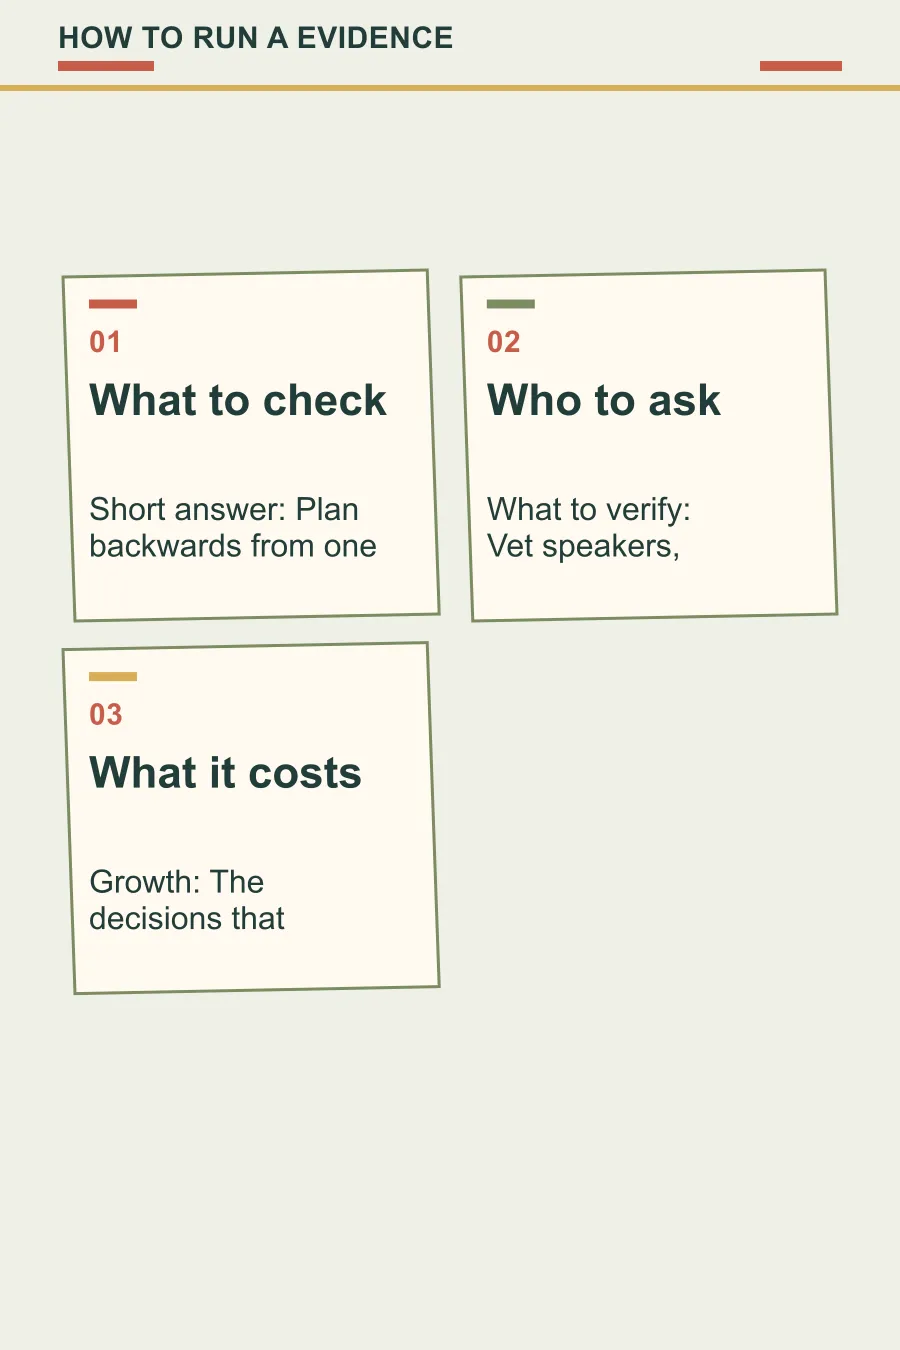 HOW TO RUN A EVIDENCE
01
What to check
Short answer: Plan
backwards from one
02
Who to ask
What to verify:
Vet speakers,
03
What it costs
Growth: The
decisions that